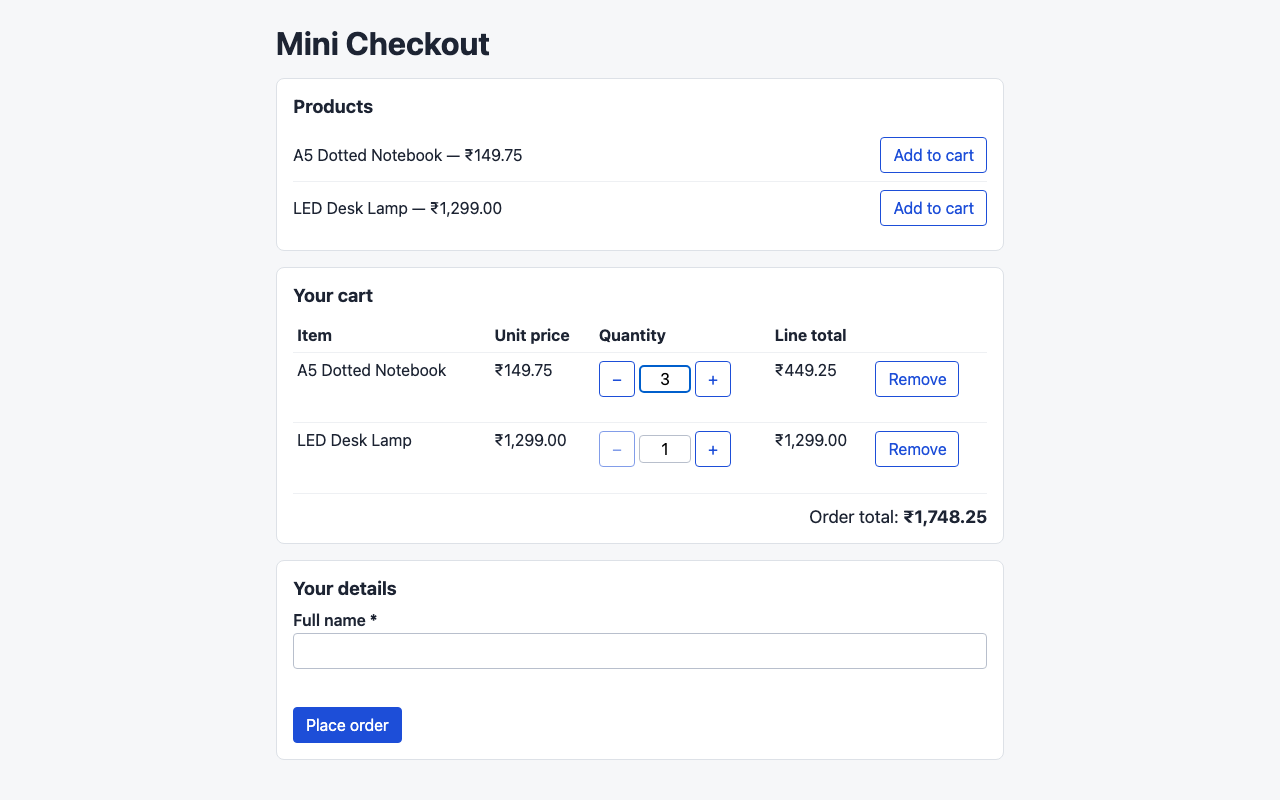 Mini Checkout
Products
A5 Dotted Notebook — ₹149.75 Add to cart
LED Desk Lamp — ₹1,299.00 Add to cart
Your cart
Item Unit price Quantity Line total
A5 Dotted Notebook ₹149.75 − 3 + ₹449.25 Remove
LED Desk Lamp ₹1,299.00 − 1 + ₹1,299.00 Remove
Order total: ₹1,748.25
Your details
Full name *
Place order